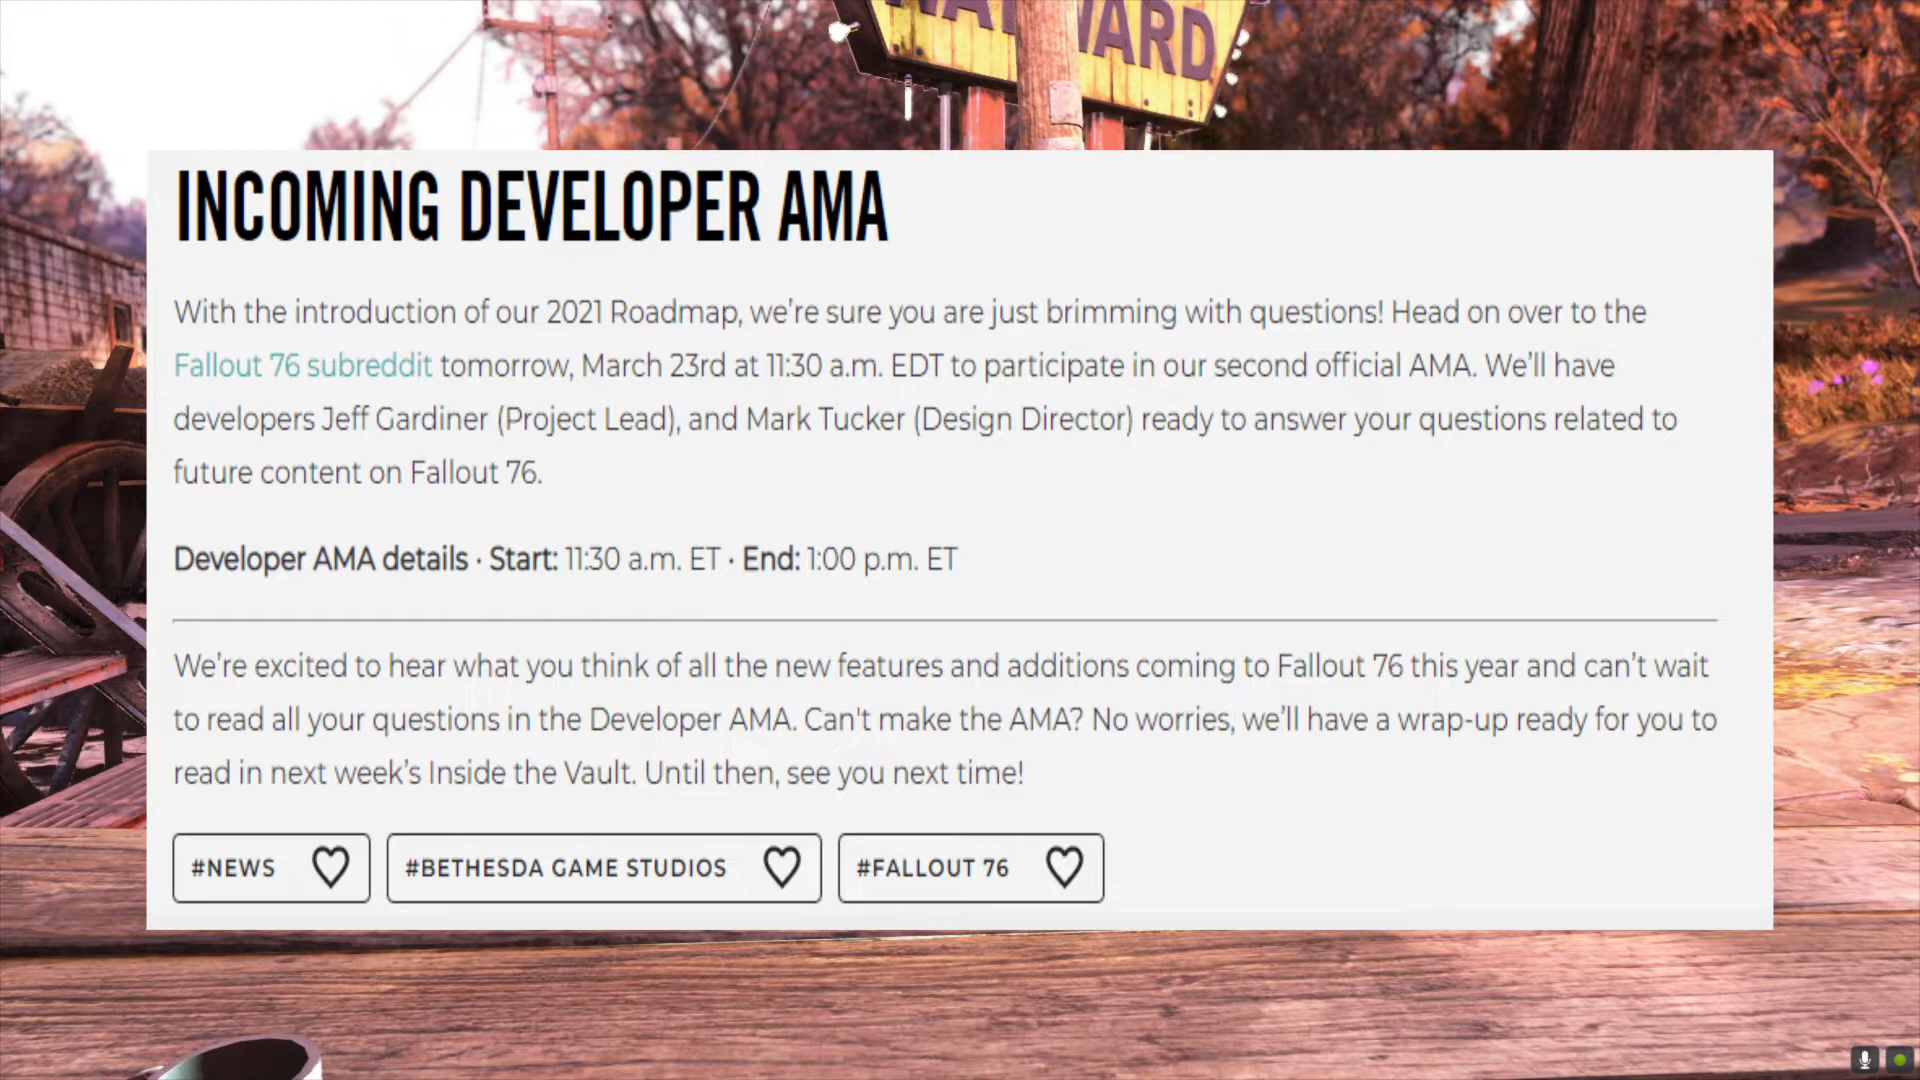 WARD
INCOMING DEVELOPER AMA
With the introduction of our 2021 Roadmap, we're sure you are just brimming with questions! Head on over to the
Fallout 76 subreddit tomorrow, March 23rd at 11:30 a.m. EDT to participate in our second official AMA. We'll have
developers Jeff Gardiner (Project Lead), and Mark Tucker (Design Director) ready to answer your questions related to
future content on Fallout 76.
Developer AMA details · Start: 11:30 a.m. ET · End: 1:00 p.m. ET
We're excited to hear what you think of all the new features and additions coming to Fallout 76 this year and can't wait
to read all your questions in the Developer AMA. Can't make the AMA? No worries, we'll have a wrap-up ready for you to
read in next week's Inside the Vault. Until then, see you next time!
#NEWS #BETHESDA GAME STUDIOS #FALLOUT 76